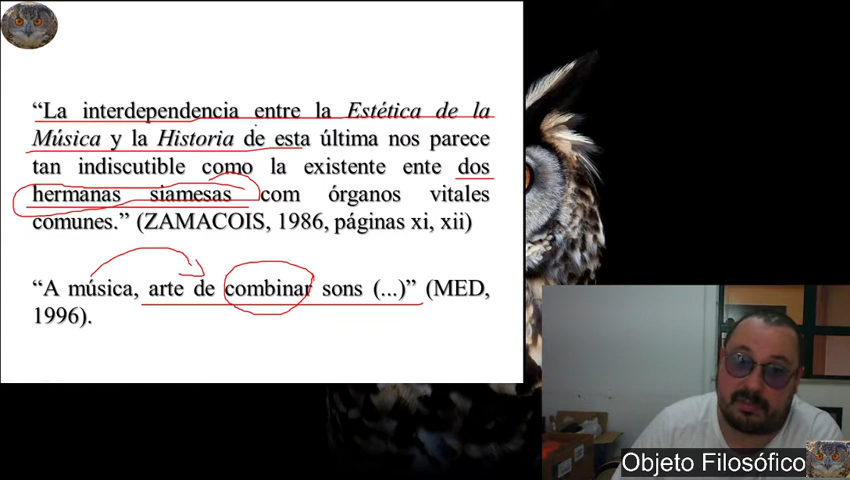 “La interdependencia entre la Estética de la
Música y la Historia de esta última nos parece
tan indiscutible como la existente ente dos
hermanas siamesas com órganos vitales
comunes.” (ZAMACOIS, 1986, páginas xi, xii)
“A música, arte de combinar sons (...)” (MED,
1996).
Objeto Filosófico